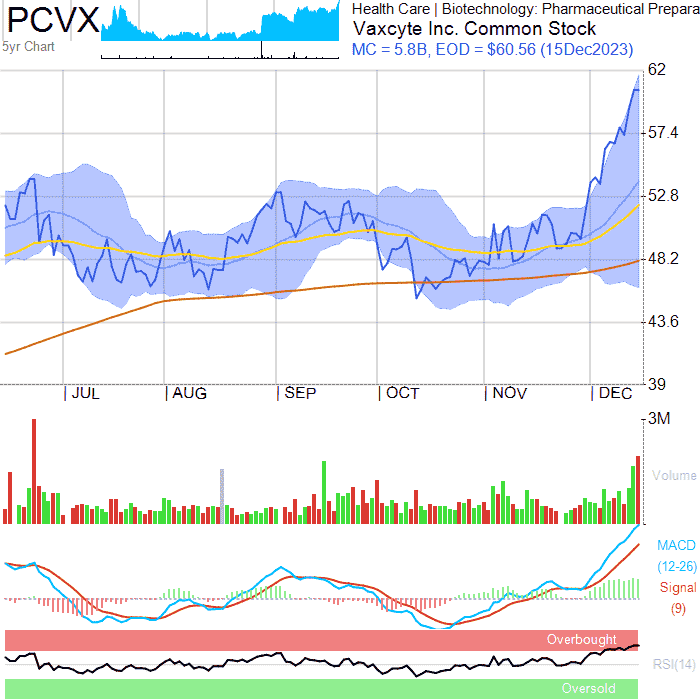 PCVX
5yr Chart
Health Care | Biotechnology: Pharmaceutical Prepara
Vaxcyte Inc. Common Stock
MC = 5.8B, EOD = $60.56 (15Dec2023)
62
57.4
52.8
48.2
43.6
39
JUL AUG SEP OCT NOV DEC
3M
Volume
MACD
(12-26)
Signal
(9)
Overbought
RSI(14)
Oversold